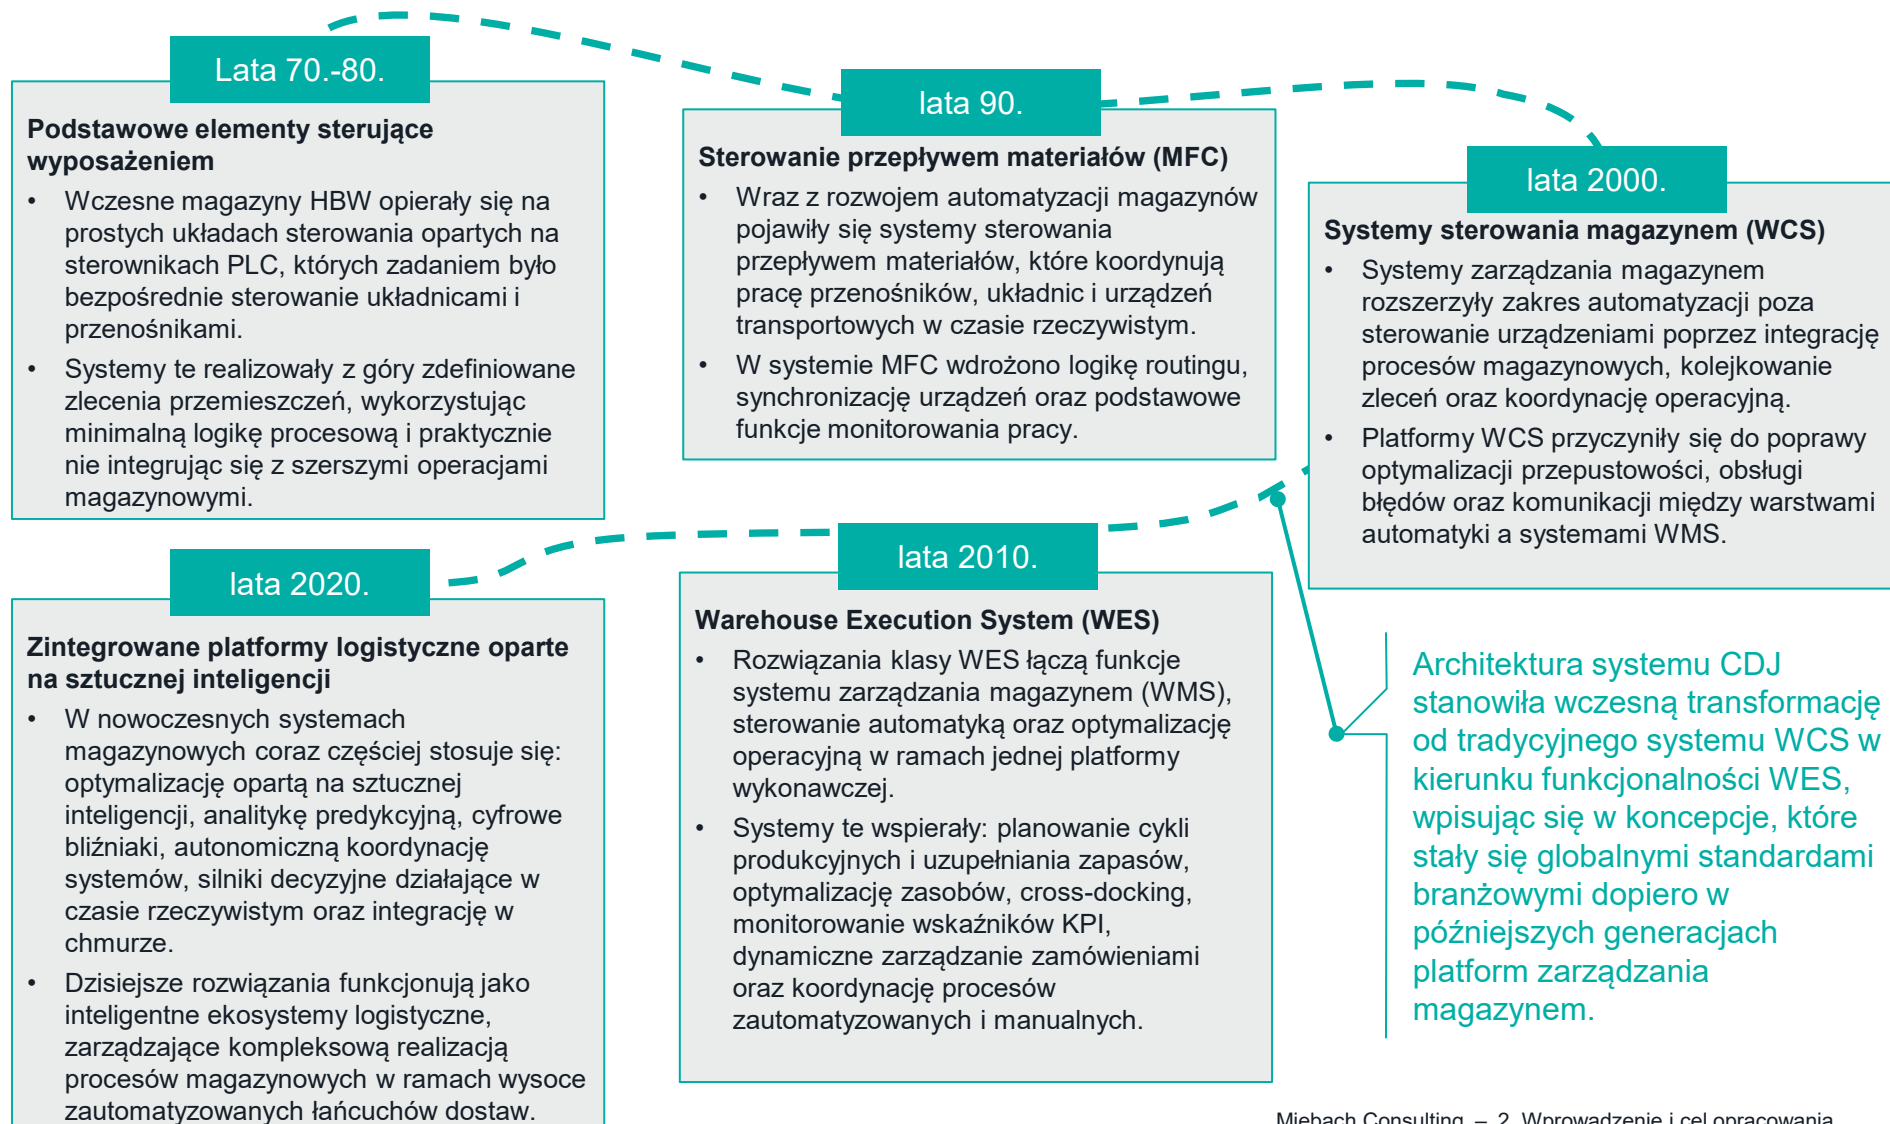 Lata 70.-80.
Podstawowe elementy sterujące
wyposażeniem
• Wczesne magazyny HBW opierały się na
prostych układach sterowania opartych na
sterownikach PLC, których zadaniem było
bezpośrednie sterowanie układnicami i
przenośnikami.
• Systemy te realizowały z góry zdefiniowane
zlecenia przemieszczeń, wykorzystując
minimalną logikę procesową i praktycznie
nie integrując się z szerszymi operacjami
magazynowymi.
lata 90.
Sterowanie przepływem materiałów (MFC)
• Wraz z rozwojem automatyzacji magazynów
pojawiły się systemy sterowania
przepływem materiałów, które koordynują
pracę przenośników, układnic i urządzeń
transportowych w czasie rzeczywistym.
• W systemie MFC wdrożono logikę routingu,
synchronizację urządzeń oraz podstawowe
funkcje monitorowania pracy.
lata 2000.
Systemy sterowania magazynem (WCS)
• Systemy zarządzania magazynem
rozszerzyły zakres automatyzacji poza
sterowanie urządzeniami poprzez integrację
procesów magazynowych, kolejkowanie
zleceń oraz koordynację operacyjną.
• Platformy WCS przyczyniły się do poprawy
optymalizacji przepustowości, obsługi
błędów oraz komunikacji między warstwami
automatyki a systemami WMS.
lata 2010.
Warehouse Execution System (WES)
• Rozwiązania klasy WES łączą funkcje
systemu zarządzania magazynem (WMS),
sterowanie automatyką oraz optymalizację
operacyjną w ramach jednej platformy
wykonawczej.
• Systemy te wspierały: planowanie cykli
produkcyjnych i uzupełniania zapasów,
optymalizację zasobów, cross-docking,
monitorowanie wskaźników KPI,
dynamiczne zarządzanie zamówieniami
oraz koordynację procesów
zautomatyzowanych i manualnych.
lata 2020.
Zintegrowane platformy logistyczne oparte
na sztucznej inteligencji
• W nowoczesnych systemach
magazynowych coraz częściej stosuje się:
optymalizację opartą na sztucznej
inteligencji, analitykę predykcyjną, cyfrowe
bliźniaki, autonomiczną koordynację
systemów, silniki decyzyjne działające w
czasie rzeczywistym oraz integrację w
chmurze.
• Dzisiejsze rozwiązania funkcjonują jako
inteligentne ekosystemy logistyczne,
zarządzające kompleksową realizacją
procesów magazynowych w ramach wysoce
zautomatyzowanych łańcuchów dostaw.
Architektura systemu CDJ
stanowiła wczesną transformację
od tradycyjnego systemu WCS w
kierunku funkcjonalności WES,
wpisując się w koncepcje, które
stały się globalnymi standardami
branżowymi dopiero w
późniejszych generacjach
platform zarządzania
magazynem.
Miebach Consulting – 2. Wprowadzenie i cel opracowania